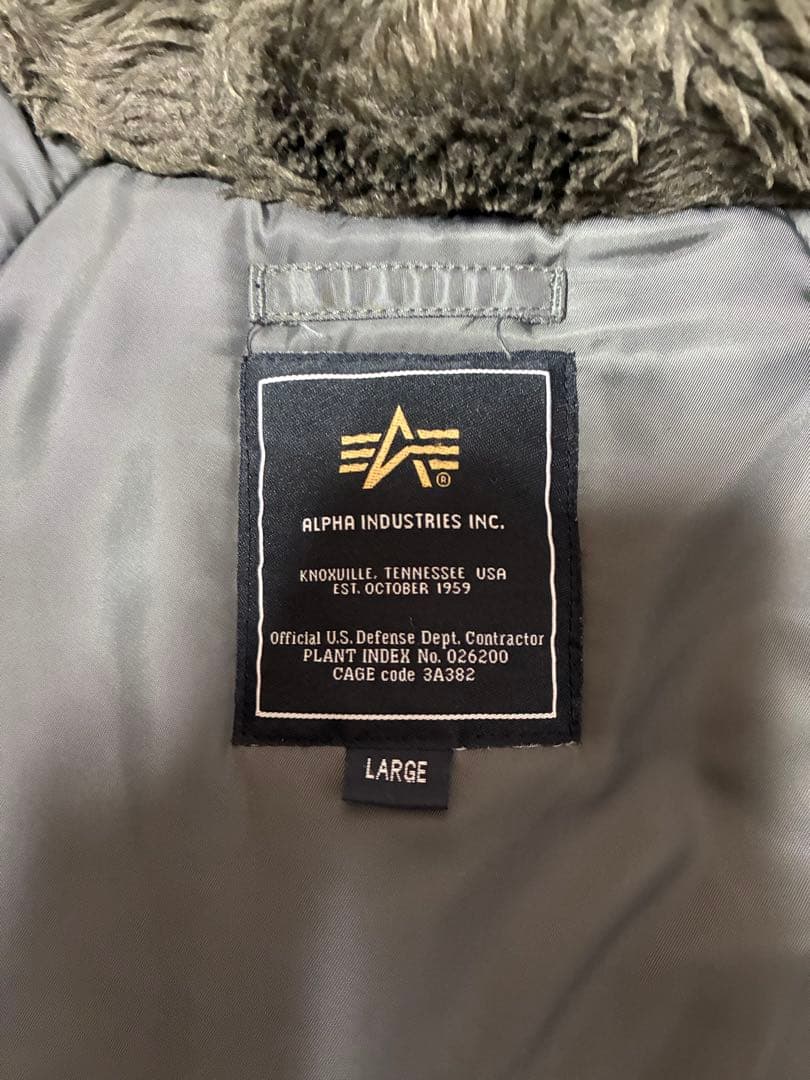 ALPHA INDUSTRIES INC.
KNOXVILLE, TENNESSEE USA
EST. OCTOBER 1959
Official U.S. Defense Dept. Contractor
PLANT INDEX No. 026200
CAGE code 3A382
LARGE